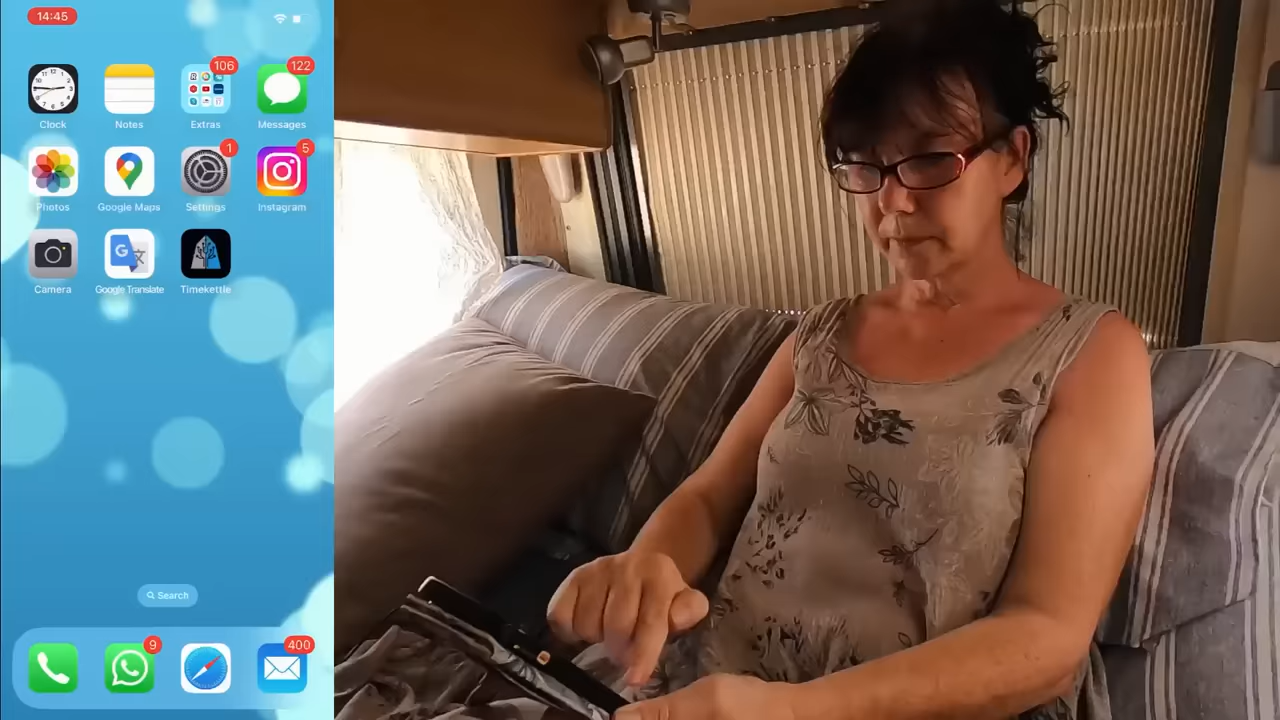 14:45
106
122
Clock
Notes
Extras
Messages
1
5
Photos
Google Maps
Settings
Instagram
Camera
Google Translate
Timekettle
Search
9
400